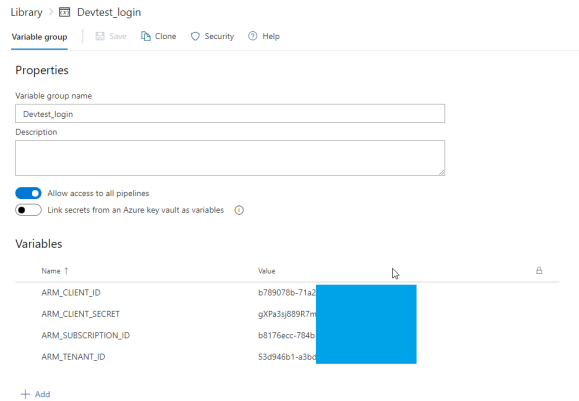 Library > Devtest_login
Variable group Save Clone Security Help
Properties
Variable group name
Devtest_login
Description
Allow access to all pipelines
Link secrets from an Azure key vault as variables
Variables
Name ↑ Value
ARM_CLIENT_ID b789078b-71a2
ARM_CLIENT_SECRET gXPa3sj889R7m
ARM_SUBSCRIPTION_ID b8176ecc-784b
ARM_TENANT_ID 53d946b1-a3bd
+ Add